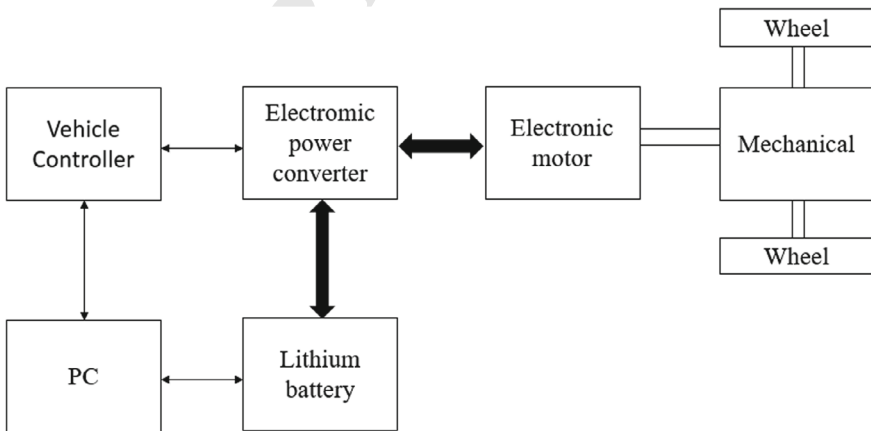 Wheel
Vehicle
Controller
Electromic
power
converter
Electronic
motor
Mechanical
Wheel
PC
Lithium
battery